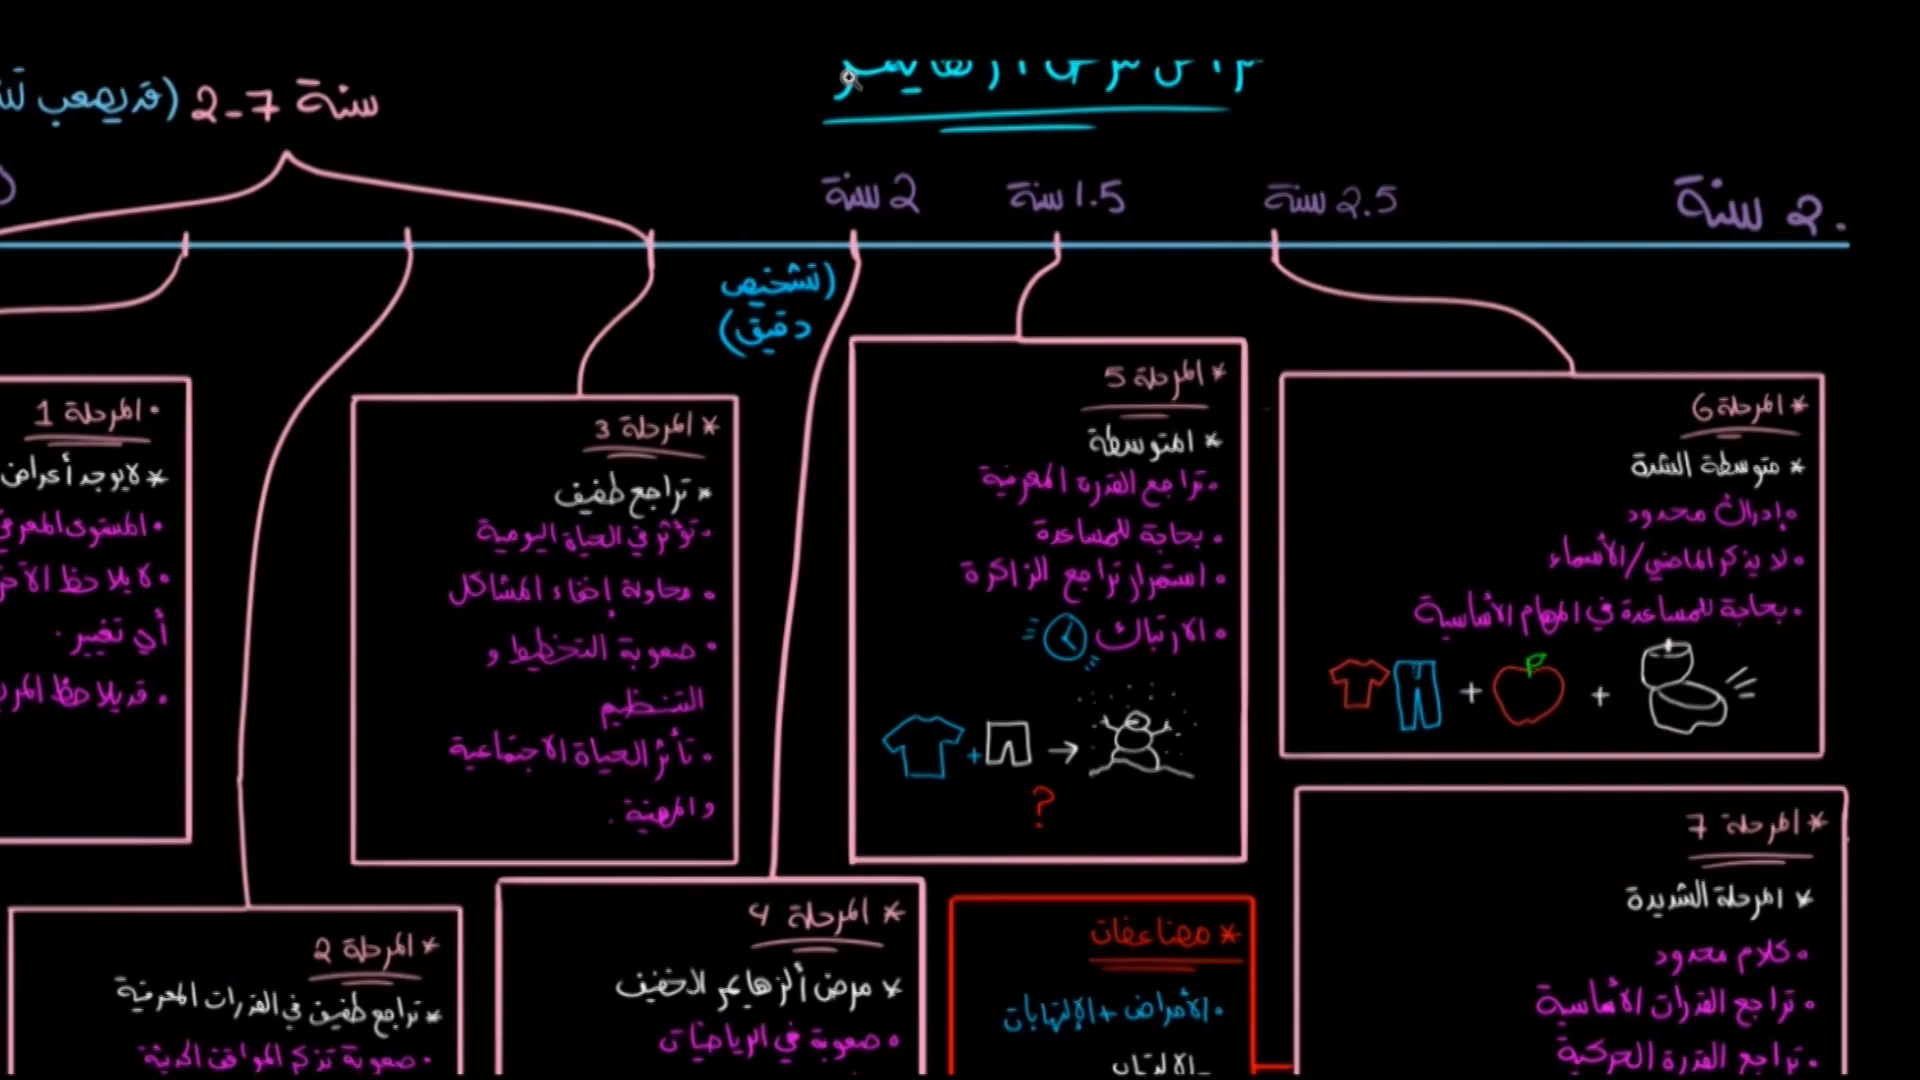 2-7 سنة (قد يصعب
2 سنة
1.5 سنة
2.5 سنة
2. سنة
(تشخيص
دقيق)
• المرحلة 1
* لا يوجد أعراض
• المستوى المعرفي
• لا يلاحظ
أي تغيير.
• قد يلاحظ
* المرحلة 3
* تراجع طفيف
• تؤثر في الحياة اليومية
• محاولة إخفاء المشاكل
• صعوبة التخطيط و
التنظيم
• تأثر الحياة الاجتماعية
والمهنية.
* المرحلة 5
* المتوسطة
• تراجع القدرة المعرفية
• بحاجة للمساعدة
• استمرار تراجع الذاكرة
• الارتباك
+
?
* المرحلة 6
* متوسطة الشدة
• إدراك محدود
• لا يذكر الماضي/الأسماء
• بحاجة للمساعدة في المهام الأساسية
+ +
* المرحلة 2
* تراجع طفيف في القدرات المعرفية
• صعوبة تذكر المواقف
* المرحلة 4
* مرض ألزهايمر الخفيف
• صعوبة في الرياضيات
* مضاعفات
• الأمراض + الالتهابات
* المرحلة 7
* المرحلة الشديدة
• كلام محدود
• تراجع القدرات الأساسية
• تراجع القدرة الحركية